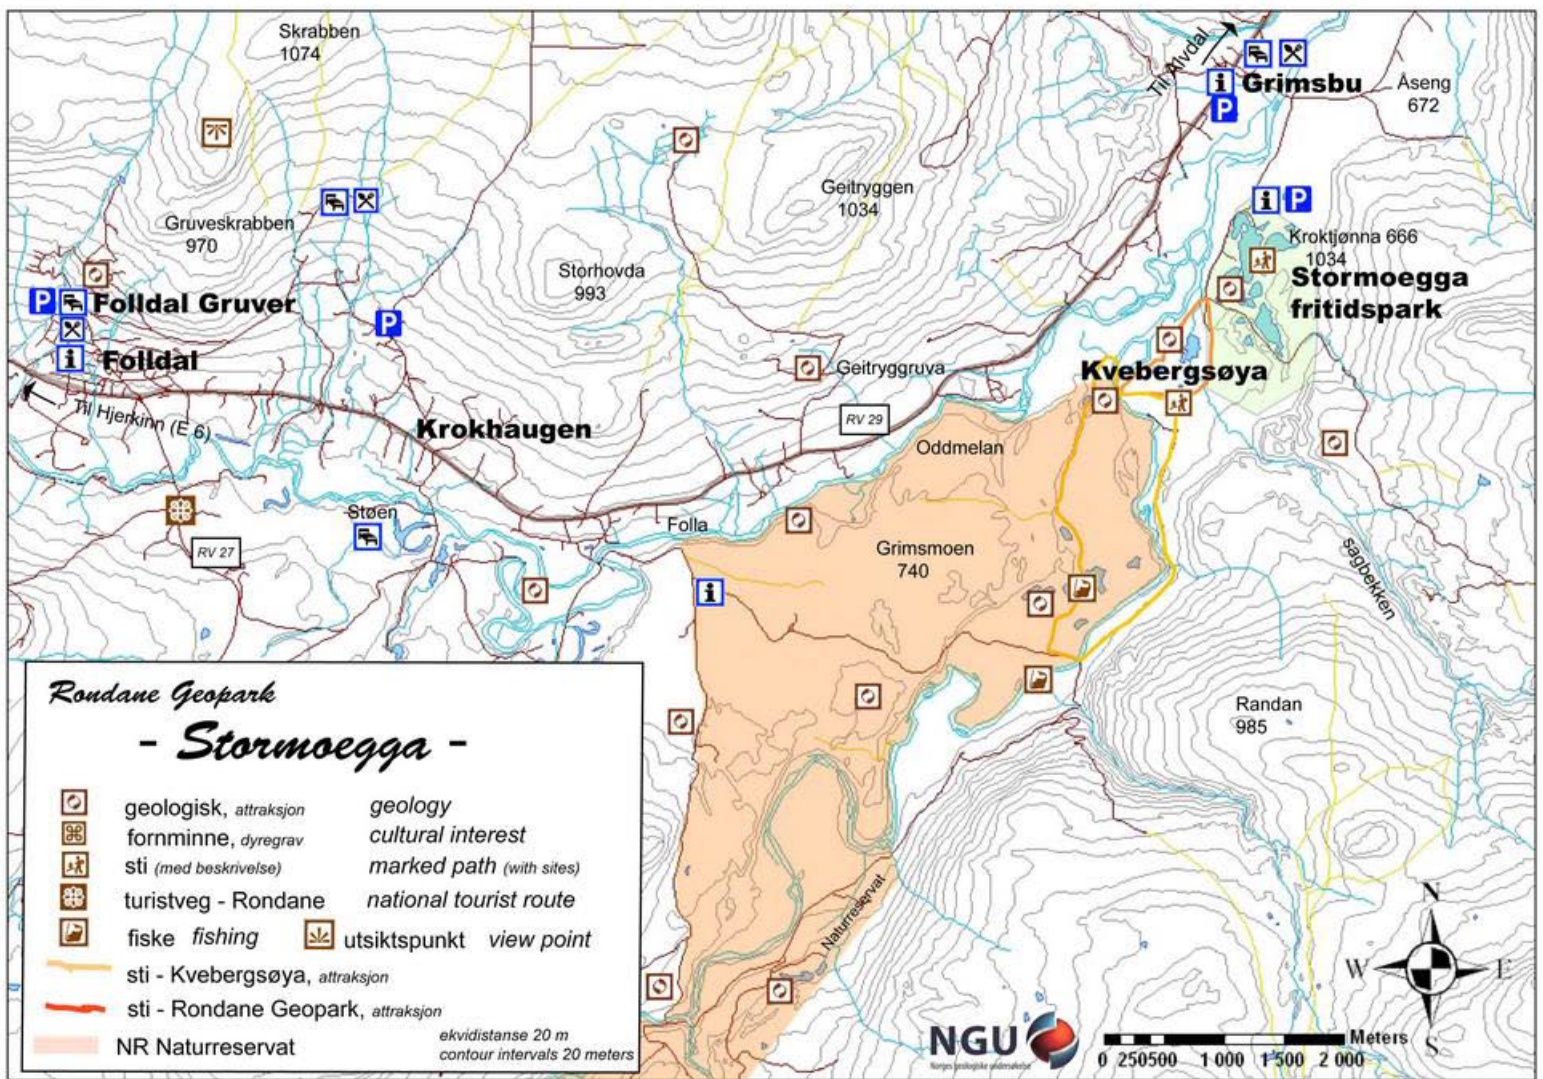 Skrabben
1074
Til Alvdal
Grimsbu
Åseng
672
Geitryggen
1034
Gruveskrabben
970
Kroktjønna 666
1034
Stormoegga
fritidspark
Storhovda
993
Folldal Gruver
Folldal
Geitryggruva
Kvebergsøya
Til Hjerkinn (E 6)
Krokhaugen
RV 29
Oddmelan
Støen
RV 27
Folla
Grimsmoen
740
sagbekken
Randan
985
Naturreservat
Rondane Geopark
- Stormoegga -
geologisk, attraksjon geology
fornminne, dyregrav cultural interest
sti (med beskrivelse) marked path (with sites)
turistveg - Rondane national tourist route
fiske fishing utsiktspunkt view point
sti - Kvebergsøya, attraksjon
sti - Rondane Geopark, attraksjon
NR Naturreservat
ekvidistanse 20 m
contour intervals 20 meters
NGU
Norges geologiske undersøkelse
N
W E
S
Meters
0 250500 1 000 1 500 2 000